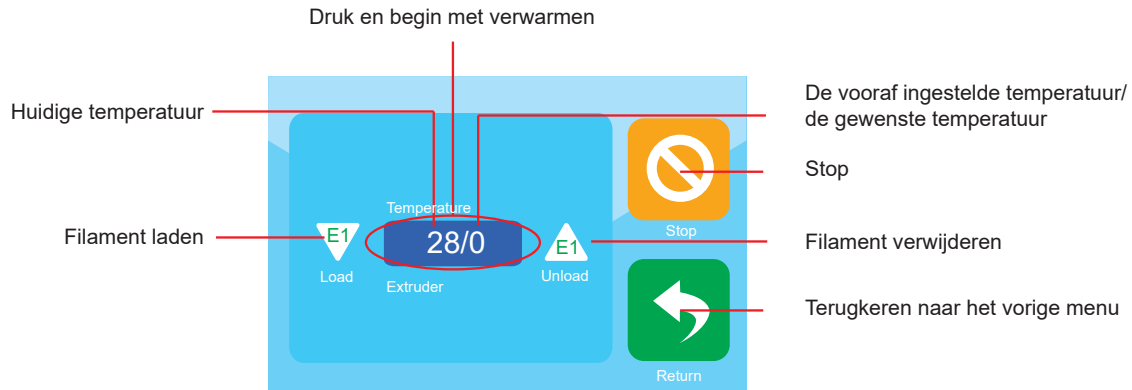 Druk en begin met verwarmen
Huidige temperatuur
De vooraf ingestelde temperatuur/
de gewenste temperatuur
Stop
Temperature
Filament laden
E1
28/0
E1
Stop
Filament verwijderen
Load
Extruder
Unload
Terugkeren naar het vorige menu
Return